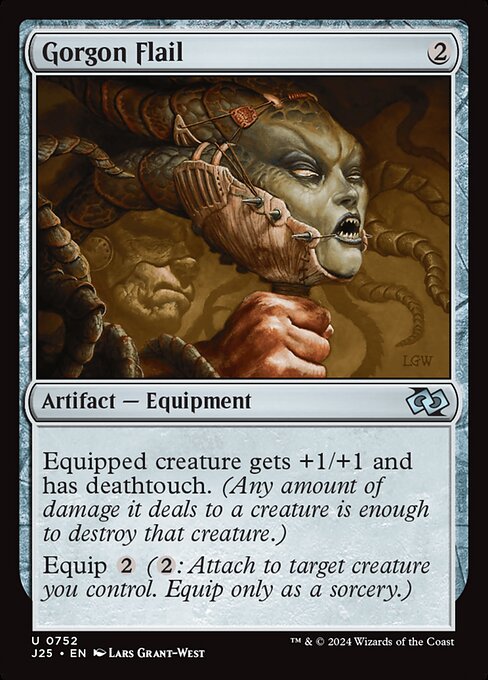 Gorgon Flail 2
LGW
Artifact — Equipment
Equipped creature gets +1/+1 and
has deathtouch. (Any amount of
damage it deals to a creature is enough
to destroy that creature.)
Equip 2 (2: Attach to target creature
you control. Equip only as a sorcery.)
U 0752
J25 • EN Lars Grant-West
™ & © 2024 Wizards of the Coast